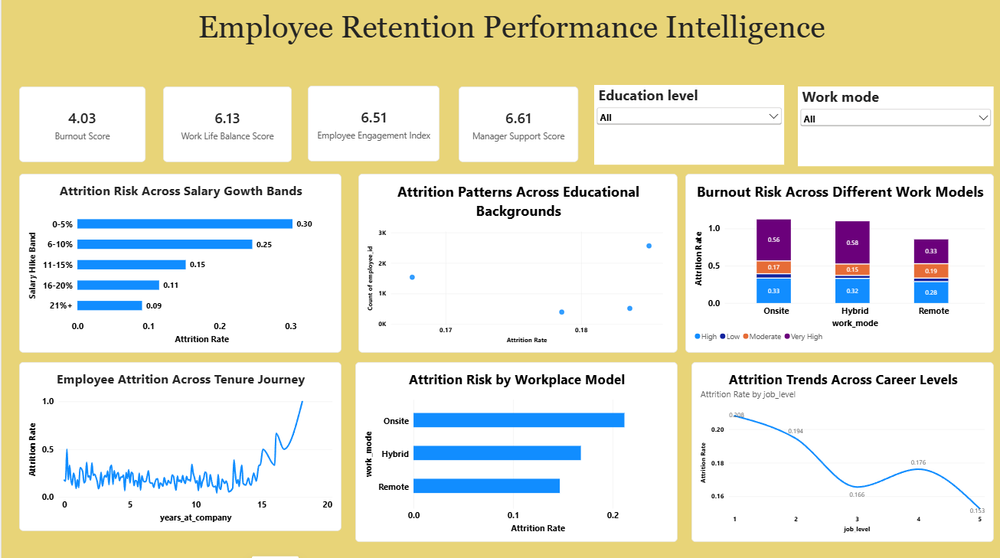 Employee Retention Performance Intelligence
4.03
Burnout Score
6.13
Work Life Balance Score
6.51
Employee Engagement Index
6.61
Manager Support Score
Education level
All
Work mode
All
Attrition Risk Across Salary Gowth Bands
Salary Hike Band
0-5%
0.30
6-10%
0.25
11-15%
0.15
16-20%
0.11
21%+
0.09
0.0 0.1 0.2 0.3
Attrition Rate
Attrition Patterns Across Educational
Backgrounds
Count of employee_id
3K
2K
1K
0K
0.17 0.18
Attrition Rate
Burnout Risk Across Different Work Models
Attrition Rate
1.0
0.5
0.0
0.56
0.17
0.33
0.58
0.15
0.32
0.33
0.19
0.28
Onsite Hybrid Remote
work_mode
High Low Moderate Very High
Employee Attrition Across Tenure Journey
Attrition Rate
1.0
0.5
0.0
0 5 10 15 20
years_at_company
Attrition Risk by Workplace Model
work_mode
Onsite
Hybrid
Remote
0.0 0.1 0.2
Attrition Rate
Attrition Trends Across Career Levels
Attrition Rate by job_level
Attrition Rate
0.20
0.18
0.16
0.208
0.194
0.166
0.176
0.153
1 2 3 4 5
job_level